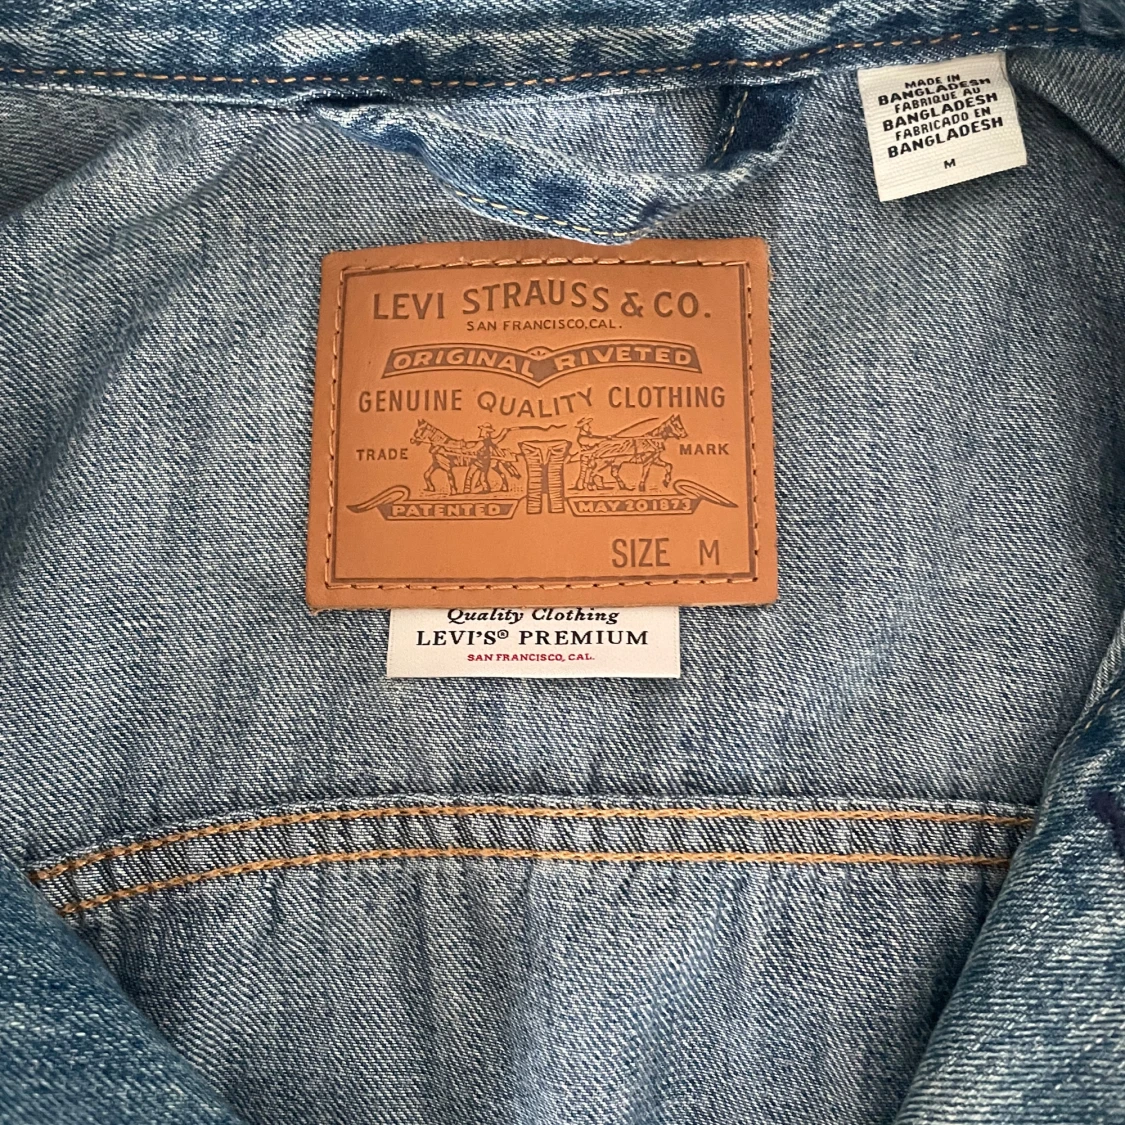 MADE IN
BANGLADESH
FABRIQUE AU
BANGLADESH
FABRICADO EN
BANGLADESH
M
LEVI STRAUSS & CO.
SAN FRANCISCO, CAL.
ORIGINAL RIVETED
GENUINE QUALITY CLOTHING
TRADE MARK
PATENTED MAY 20 1873
SIZE M
Quality Clothing
LEVI'S® PREMIUM
SAN FRANCISCO, CAL.